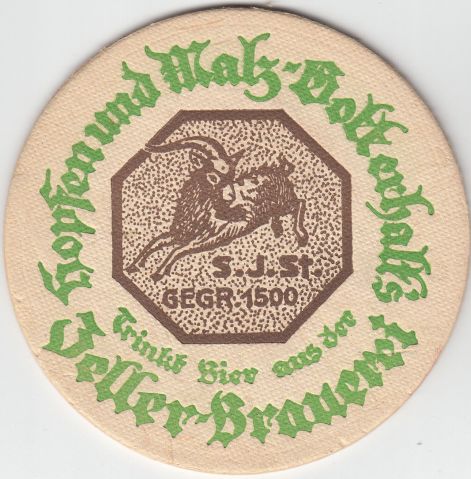 Hopfen und Malz-Gott erhalt's
S.J.St.
GEGR·1500
Trinkt Bier aus der
Zeller-Brauerei